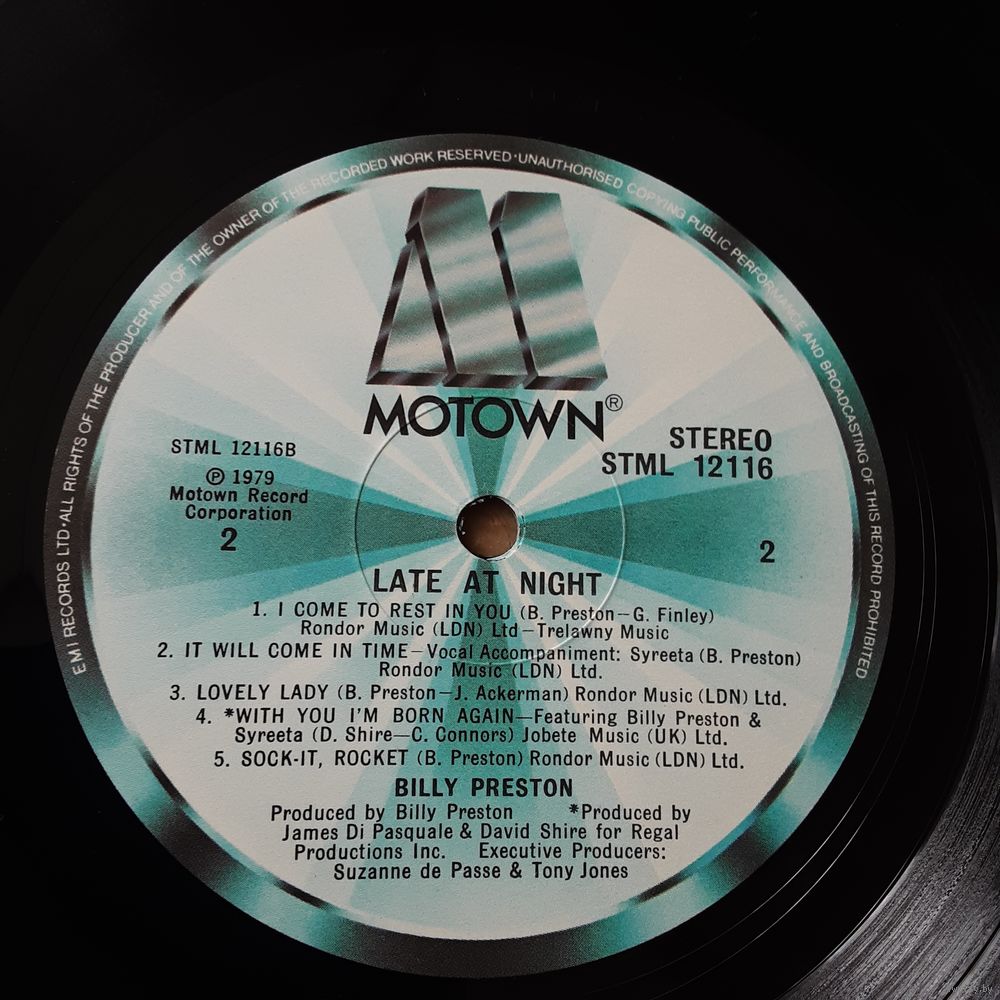 EMI RECORDS LTD·ALL RIGHTS OF THE PRODUCER AND OF THE OWNER OF THE RECORDED WORK RESERVED·UNAUTHORISED COPYING PUBLIC PERFORMANCE AND BROADCASTING OF THIS RECORD PROHIBITED
MOTOWN®
STML 12116B
STEREO
STML 12116
℗ 1979
Motown Record
Corporation
2
2
LATE AT NIGHT
1. I COME TO REST IN YOU (B. Preston—G. Finley)
Rondor Music (LDN) Ltd—Trelawny Music
2. IT WILL COME IN TIME—Vocal Accompaniment: Syreeta (B. Preston)
Rondor Music (LDN) Ltd.
3. LOVELY LADY (B. Preston—J. Ackerman) Rondor Music (LDN) Ltd.
4. *WITH YOU I'M BORN AGAIN—Featuring Billy Preston &
Syreeta (D. Shire—C. Connors) Jobete Music (UK) Ltd.
5. SOCK-IT, ROCKET (B. Preston) Rondor Music (LDN) Ltd.
BILLY PRESTON
Produced by Billy Preston *Produced by
James Di Pasquale & David Shire for Regal
Productions Inc. Executive Producers:
Suzanne de Passe & Tony Jones